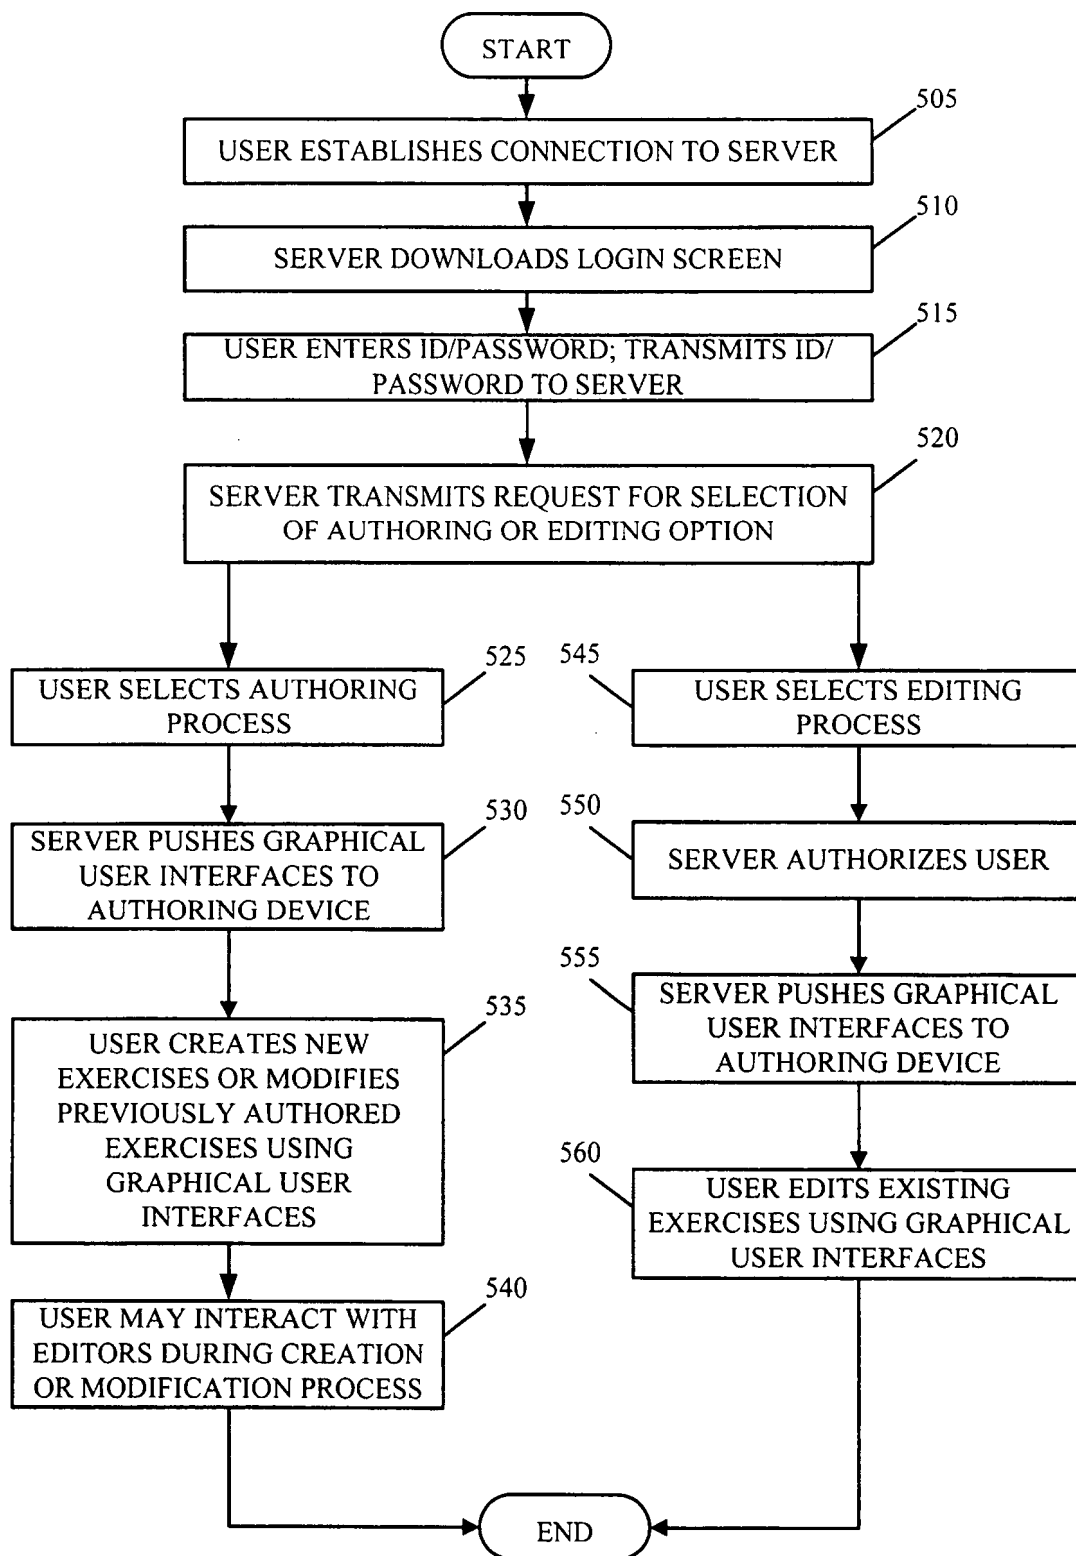 START
505
USER ESTABLISHES CONNECTION TO SERVER
510
SERVER DOWNLOADS LOGIN SCREEN
515
USER ENTERS ID/PASSWORD; TRANSMITS ID/
PASSWORD TO SERVER
520
SERVER TRANSMITS REQUEST FOR SELECTION
OF AUTHORING OR EDITING OPTION
525
USER SELECTS AUTHORING
PROCESS
530
SERVER PUSHES GRAPHICAL
USER INTERFACES TO
AUTHORING DEVICE
535
USER CREATES NEW
EXERCISES OR MODIFIES
PREVIOUSLY AUTHORED
EXERCISES USING
GRAPHICAL USER
INTERFACES
540
USER MAY INTERACT WITH
EDITORS DURING CREATION
OR MODIFICATION PROCESS
545
USER SELECTS EDITING
PROCESS
550
SERVER AUTHORIZES USER
555
SERVER PUSHES GRAPHICAL
USER INTERFACES TO
AUTHORING DEVICE
560
USER EDITS EXISTING
EXERCISES USING GRAPHICAL
USER INTERFACES
END